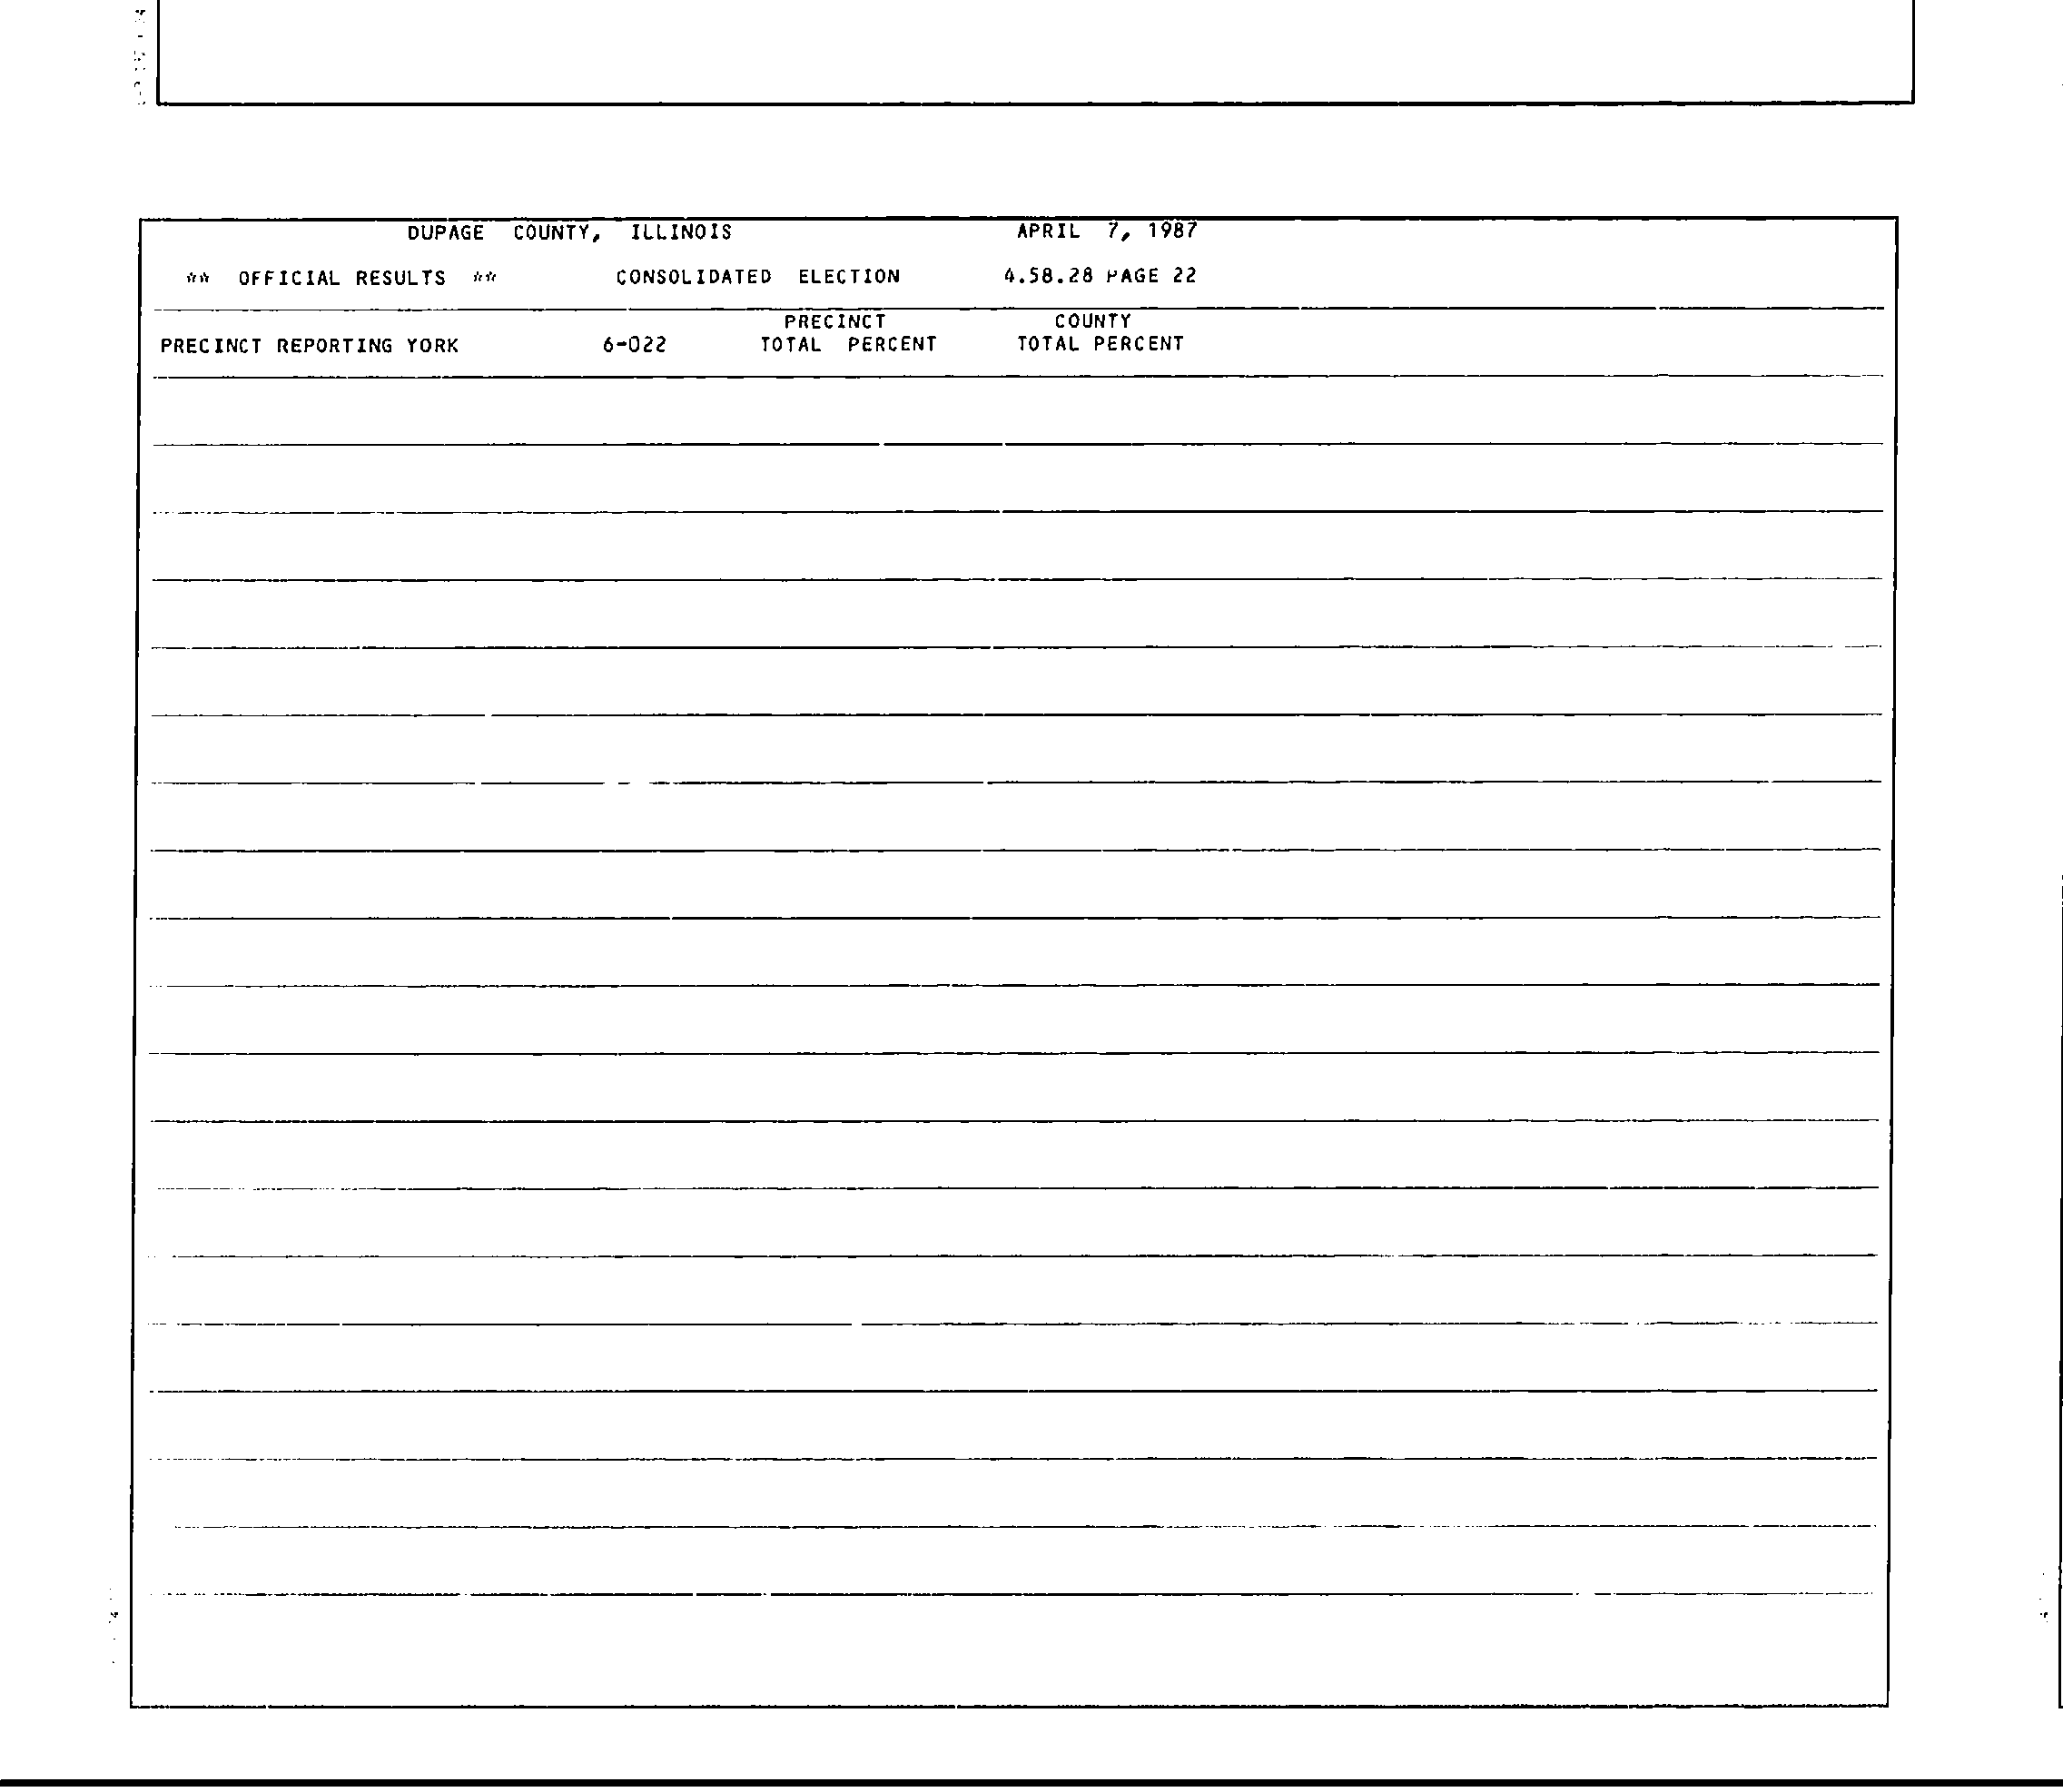 DUPAGE COUNTY, ILLINOIS APRIL 7, 1987
** OFFICIAL RESULTS ** CONSOLIDATED ELECTION 4.58.28 PAGE 22
PRECINCT COUNTY
PRECINCT REPORTING YORK 6-022 TOTAL PERCENT TOTAL PERCENT